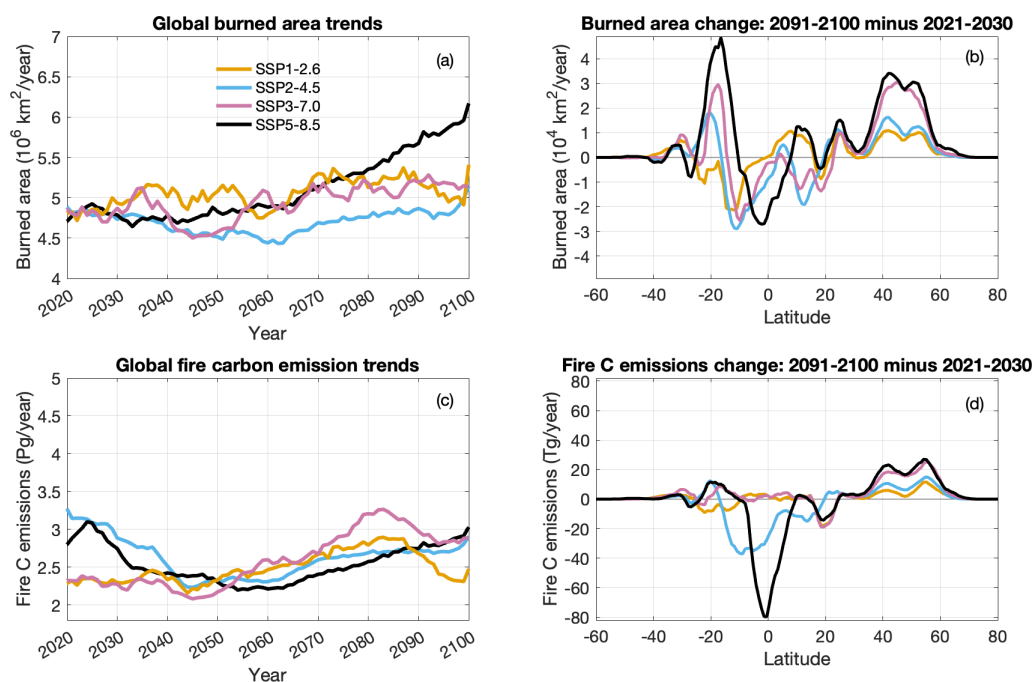 Global burned area trends
Burned area (10⁶ km²/year)
7
6.5
6
5.5
5
4.5
4
(a)
SSP1-2.6
SSP2-4.5
SSP3-7.0
SSP5-8.5
2020 2030 2040 2050 2060 2070 2080 2090 2100
Year
Burned area change: 2091-2100 minus 2021-2030
Burned area (10⁴ km²/year)
4
3
2
1
0
-1
-2
-3
-4
(b)
-60 -40 -20 0 20 40 60 80
Latitude
Global fire carbon emission trends
Fire C emissions (Pg/year)
5
4.5
4
3.5
3
2.5
2
(c)
2020 2030 2040 2050 2060 2070 2080 2090 2100
Year
Fire C emissions change: 2091-2100 minus 2021-2030
Fire C emissions (Tg/year)
80
60
40
20
0
-20
-40
-60
-80
(d)
-60 -40 -20 0 20 40 60 80
Latitude